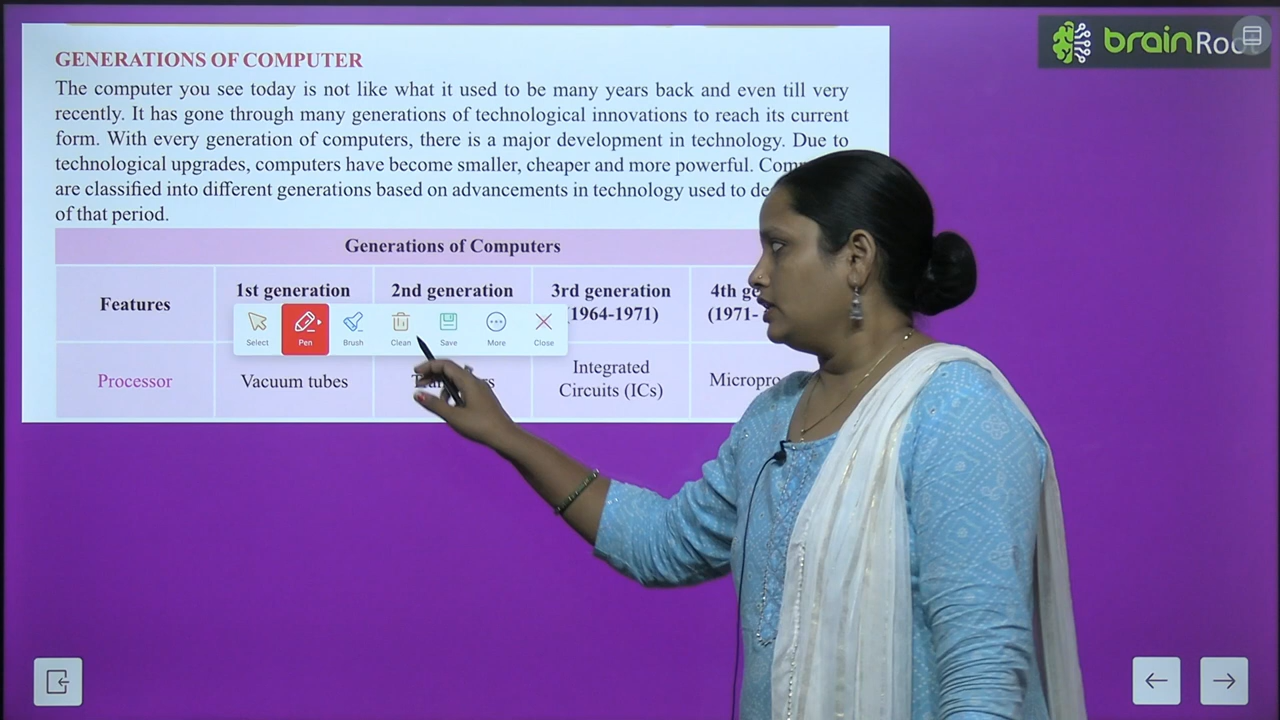 GENERATIONS OF COMPUTER
The computer you see today is not like what it used to be many years back and even till very
recently. It has gone through many generations of technological innovations to reach its current
form. With every generation of computers, there is a major development in technology. Due to
technological upgrades, computers have become smaller, cheaper and more powerful.
are classified into different generations based on advancements in technology used to
of that period.
Generations of Computers
Features
1st generation
2nd generation
3rd generation
(1964-1971)
4th
(1971-
Select
Pen
Brush
Clean
Save
More
Close
Processor
Vacuum tubes
Integrated
Circuits (ICs)
brain